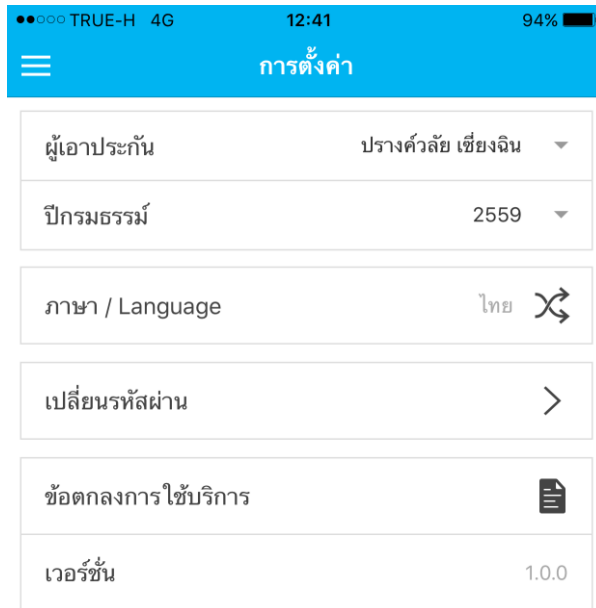 TRUE-H 4G 12:41 94%
การตั้งค่า
ผู้เอาประกัน ปรางค์วลัย เซี่ยงฉิน
ปีกรมธรรม์ 2559
ภาษา / Language ไทย
เปลี่ยนรหัสผ่าน
ข้อตกลงการใช้บริการ
เวอร์ชั่น 1.0.0